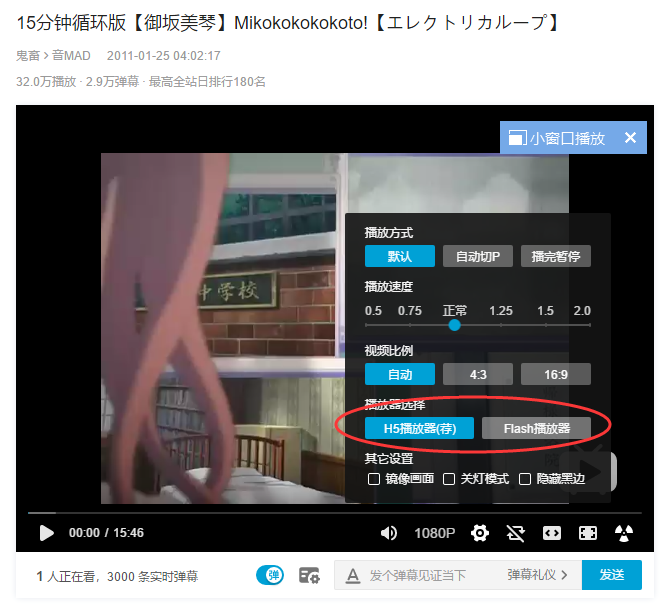 15分钟循环版【御坂美琴】Mikokokokokoto!【エレクトリカループ】
鬼畜 > 音MAD 2011-01-25 04:02:17
32.0万播放 · 2.9万弹幕 · 最高全站日排行180名
小窗口播放 ×
中学校
播放方式
默认 自动切P 播完暂停
播放速度
0.5 0.75 正常 1.25 1.5 2.0
视频比例
自动 4:3 16:9
播放器选择
H5播放器(荐) Flash播放器
其它设置
镜像画面 关灯模式 隐藏黑边
00:00 / 15:46 1080P
1 人正在看，3000 条实时弹幕 弹 A 发个弹幕见证当下 弹幕礼仪 > 发送